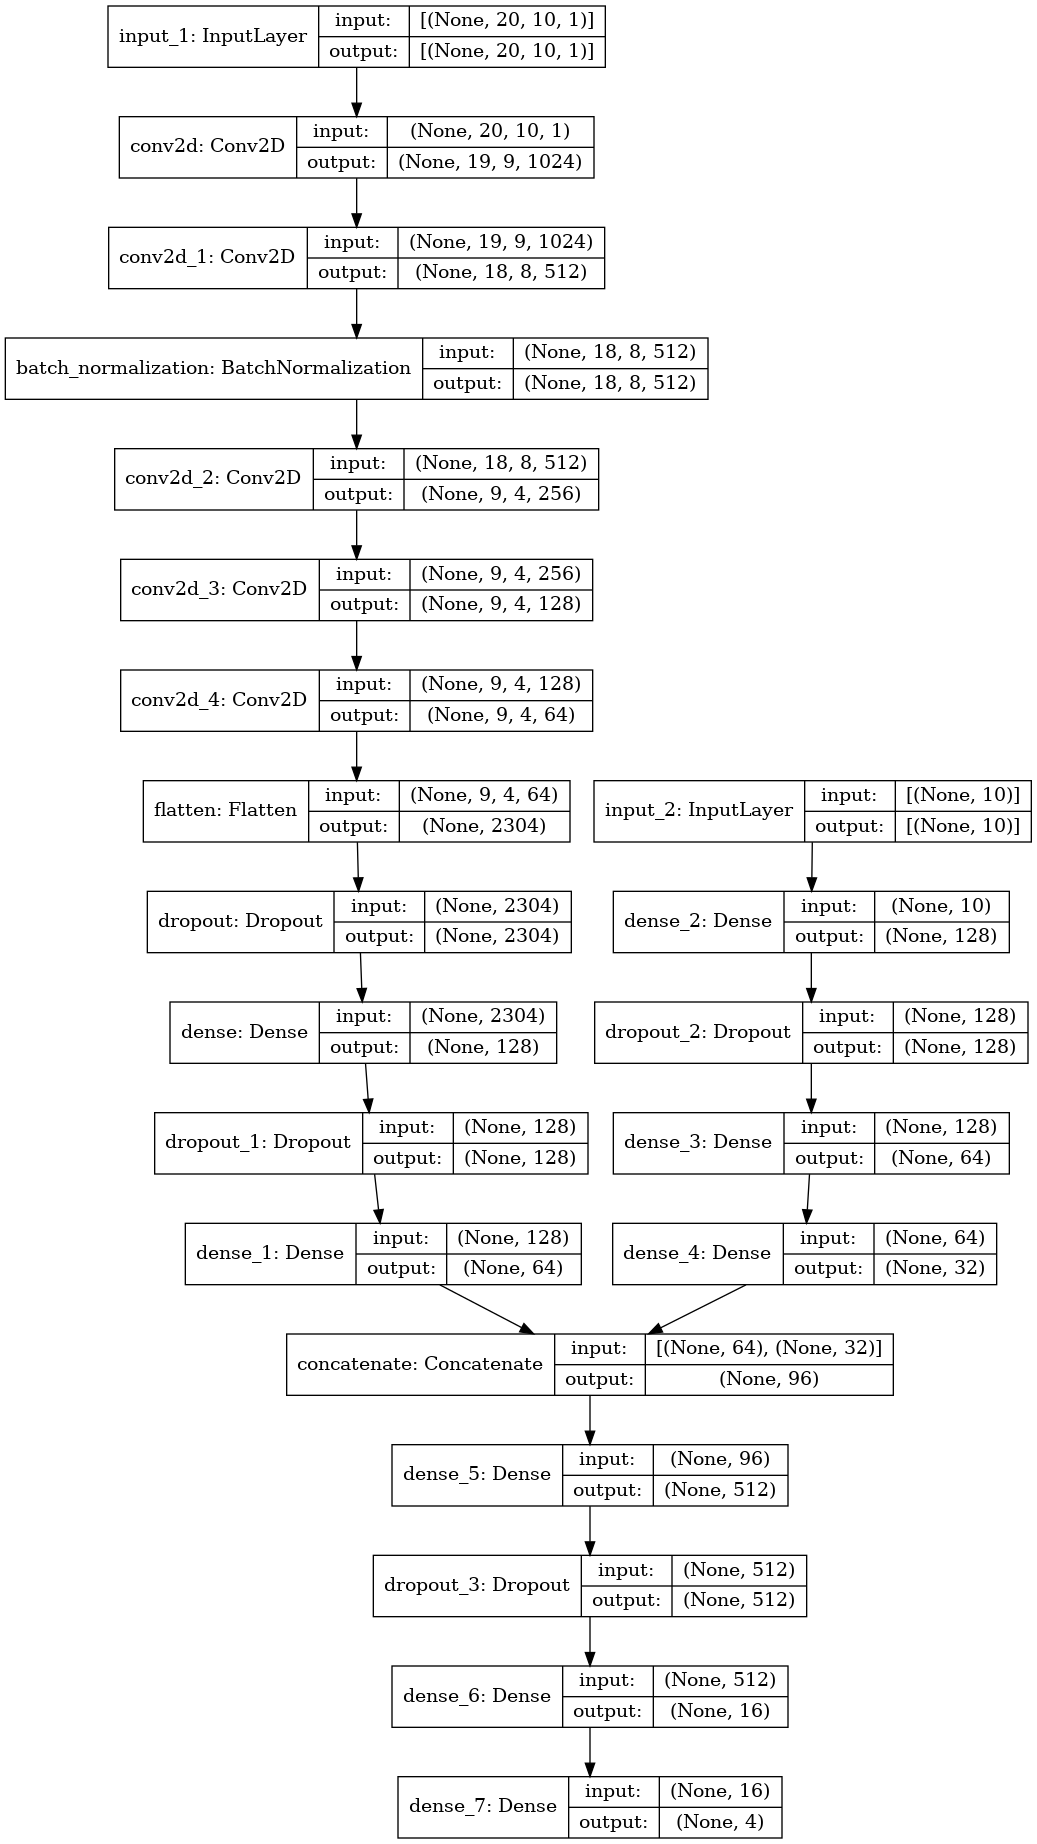 input_1: InputLayer
input: [(None, 20, 10, 1)]
output: [(None, 20, 10, 1)]
conv2d: Conv2D
input: (None, 20, 10, 1)
output: (None, 19, 9, 1024)
conv2d_1: Conv2D
input: (None, 19, 9, 1024)
output: (None, 18, 8, 512)
batch_normalization: BatchNormalization
input: (None, 18, 8, 512)
output: (None, 18, 8, 512)
conv2d_2: Conv2D
input: (None, 18, 8, 512)
output: (None, 9, 4, 256)
conv2d_3: Conv2D
input: (None, 9, 4, 256)
output: (None, 9, 4, 128)
conv2d_4: Conv2D
input: (None, 9, 4, 128)
output: (None, 9, 4, 64)
flatten: Flatten
input: (None, 9, 4, 64)
output: (None, 2304)
input_2: InputLayer
input: [(None, 10)]
output: [(None, 10)]
dropout: Dropout
input: (None, 2304)
output: (None, 2304)
dense_2: Dense
input: (None, 10)
output: (None, 128)
dense: Dense
input: (None, 2304)
output: (None, 128)
dropout_2: Dropout
input: (None, 128)
output: (None, 128)
dropout_1: Dropout
input: (None, 128)
output: (None, 128)
dense_3: Dense
input: (None, 128)
output: (None, 64)
dense_1: Dense
input: (None, 128)
output: (None, 64)
dense_4: Dense
input: (None, 64)
output: (None, 32)
concatenate: Concatenate
input: [(None, 64), (None, 32)]
output: (None, 96)
dense_5: Dense
input: (None, 96)
output: (None, 512)
dropout_3: Dropout
input: (None, 512)
output: (None, 512)
dense_6: Dense
input: (None, 512)
output: (None, 16)
dense_7: Dense
input: (None, 16)
output: (None, 4)